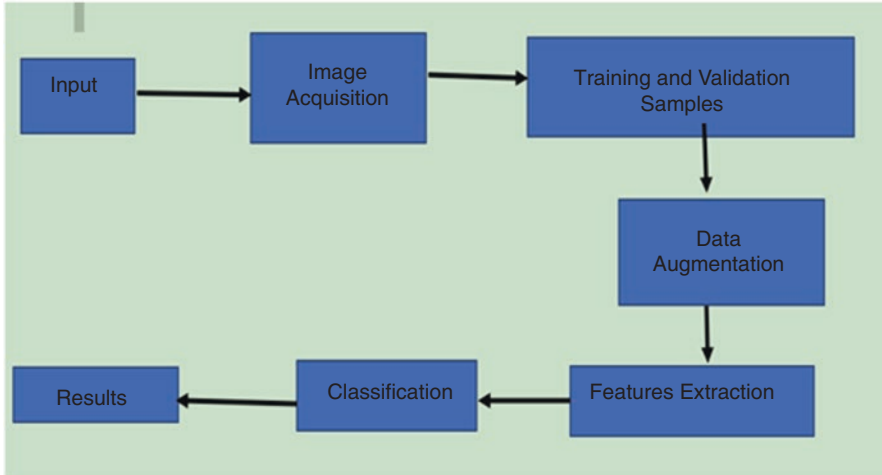 Input
Image
Acquisition
Training and Validation
Samples
Data
Augmentation
Features Extraction
Classification
Results